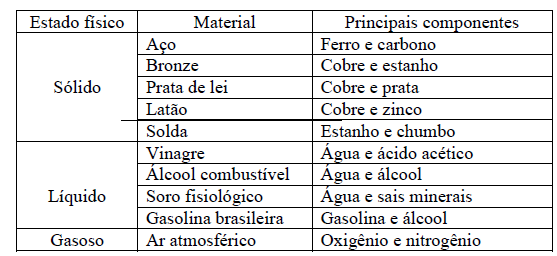 Estado físico Material Principais componentes
Sólido
Aço Ferro e carbono
Bronze Cobre e estanho
Prata de lei Cobre e prata
Latão Cobre e zinco
Solda Estanho e chumbo
Líquido
Vinagre Água e ácido acético
Álcool combustível Água e álcool
Soro fisiológico Água e sais minerais
Gasolina brasileira Gasolina e álcool
Gasoso Ar atmosférico Oxigênio e nitrogênio